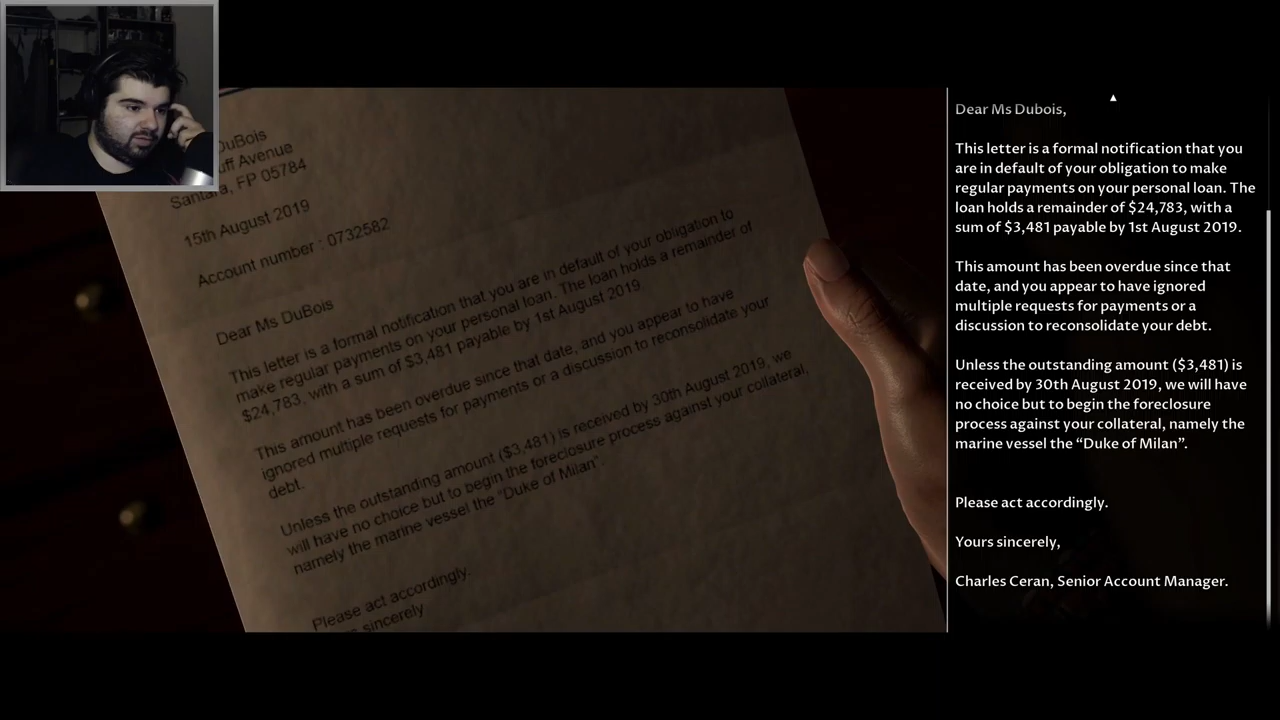 DuBois
uff Avenue
Santara, FP 05784
15th August 2019
Account number : 0732582
Dear Ms DuBois
This letter is a formal notification that you are in default of your obligation to
make regular payments on your personal loan. The loan holds a remainder of
$24,783, with a sum of $3,481 payable by 1st August 2019.
This amount has been overdue since that date, and you appear to have
ignored multiple requests for payments or a discussion to reconsolidate your
debt.
Unless the outstanding amount ($3,481) is received by 30th August 2019, we
will have no choice but to begin the foreclosure process against your collateral,
namely the marine vessel the "Duke of Milan"
Please act accordingly.
sincerely
Dear Ms Dubois,
This letter is a formal notification that you
are in default of your obligation to make
regular payments on your personal loan. The
loan holds a remainder of $24,783, with a
sum of $3,481 payable by 1st August 2019.
This amount has been overdue since that
date, and you appear to have ignored
multiple requests for payments or a
discussion to reconsolidate your debt.
Unless the outstanding amount ($3,481) is
received by 30th August 2019, we will have
no choice but to begin the foreclosure
process against your collateral, namely the
marine vessel the “Duke of Milan”.
Please act accordingly.
Yours sincerely,
Charles Ceran, Senior Account Manager.